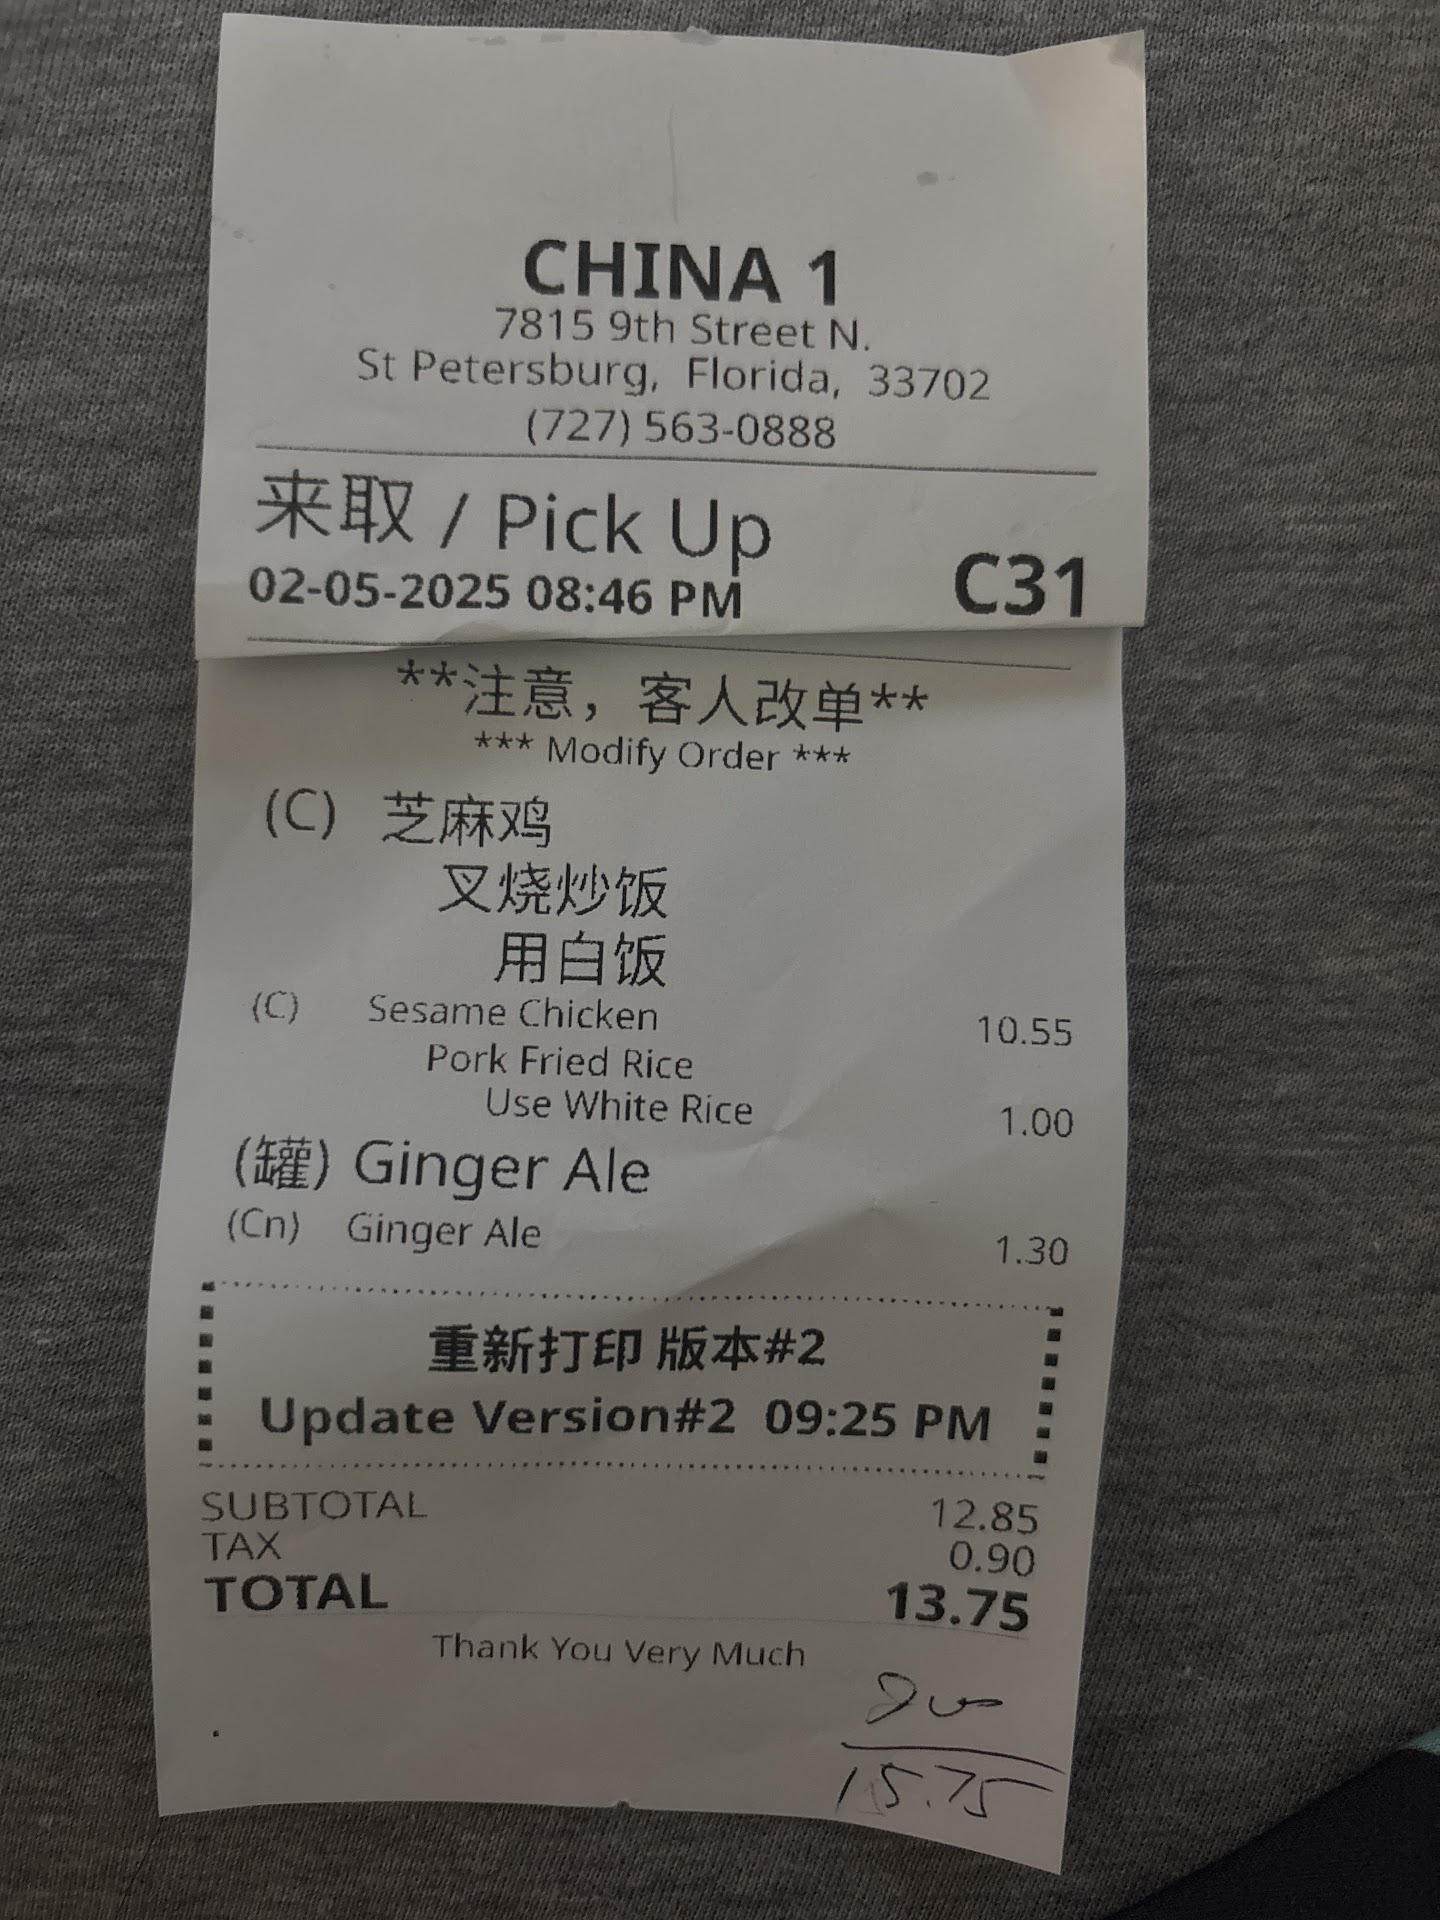 CHINA 1
7815 9th Street N.
St Petersburg, Florida, 33702
(727) 563-0888
来取 / Pick Up
02-05-2025 08:46 PM C31
**注意，客人改单**
*** Modify Order ***
(C) 芝麻鸡
叉烧炒饭
用白饭
(C) Sesame Chicken 10.55
Pork Fried Rice
Use White Rice 1.00
(罐) Ginger Ale
(Cn) Ginger Ale 1.30
重新打印 版本#2
Update Version#2 09:25 PM
SUBTOTAL 12.85
TAX 0.90
TOTAL 13.75
Thank You Very Much
15.75